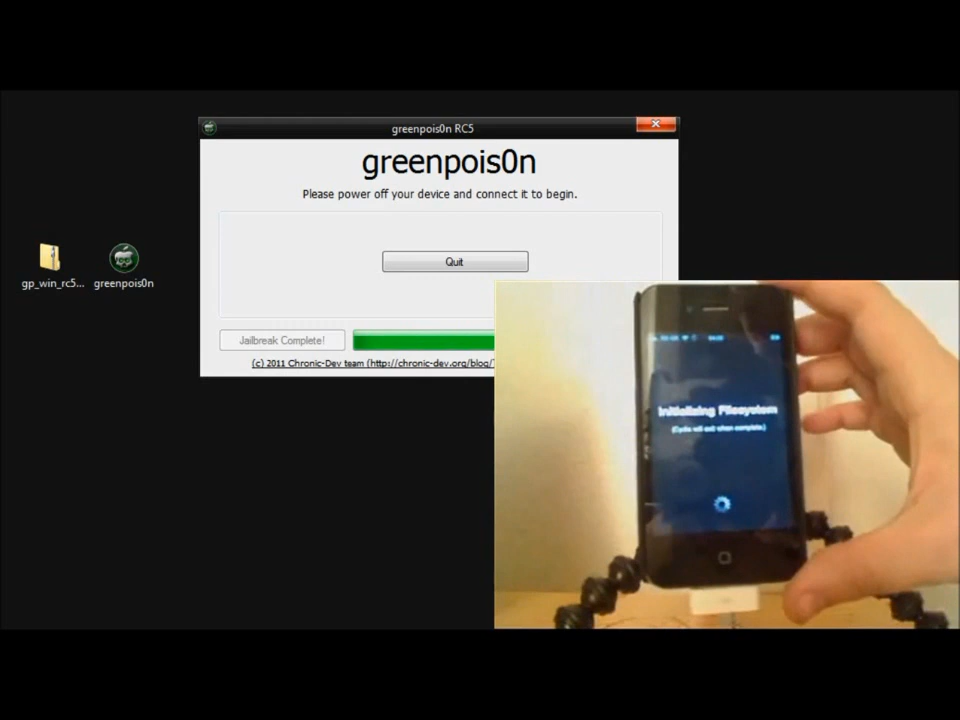 greenpois0n RC5
greenpois0n
Please power off your device and connect it to begin.
Quit
gp_win_rc5...
greenpois0n
Jailbreak Complete!
(c) 2011 Chronic-Dev team (http://chronic-dev.org/blog/
Initializing Filesystem
(Cydia will exit when complete.)